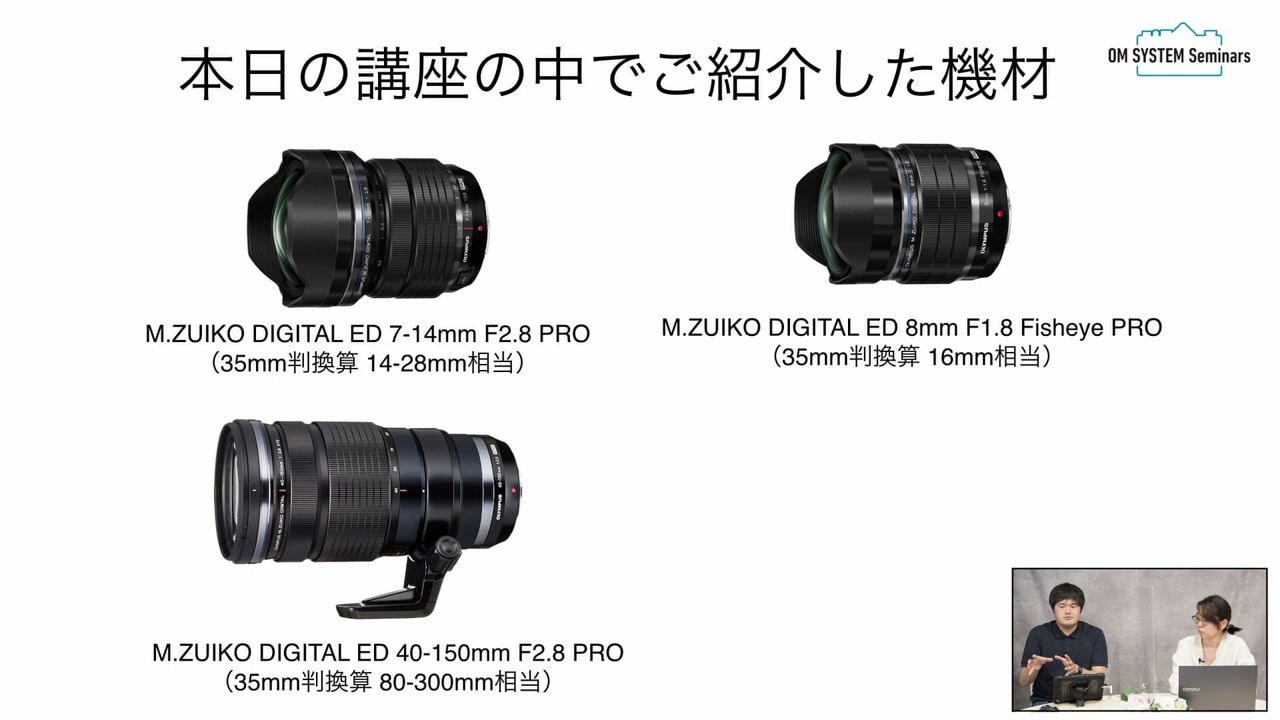 本日の講座の中でご紹介した機材
OM SYSTEM Seminars
M.ZUIKO DIGITAL ED 7-14mm F2.8 PRO
（35mm判換算 14-28mm相当）
M.ZUIKO DIGITAL ED 8mm F1.8 Fisheye PRO
（35mm判換算 16mm相当）
OLYMPUS
OLYMPUS
OLYMPUS
M.ZUIKO DIGITAL ED 40-150mm F2.8 PRO
（35mm判換算 80-300mm相当）